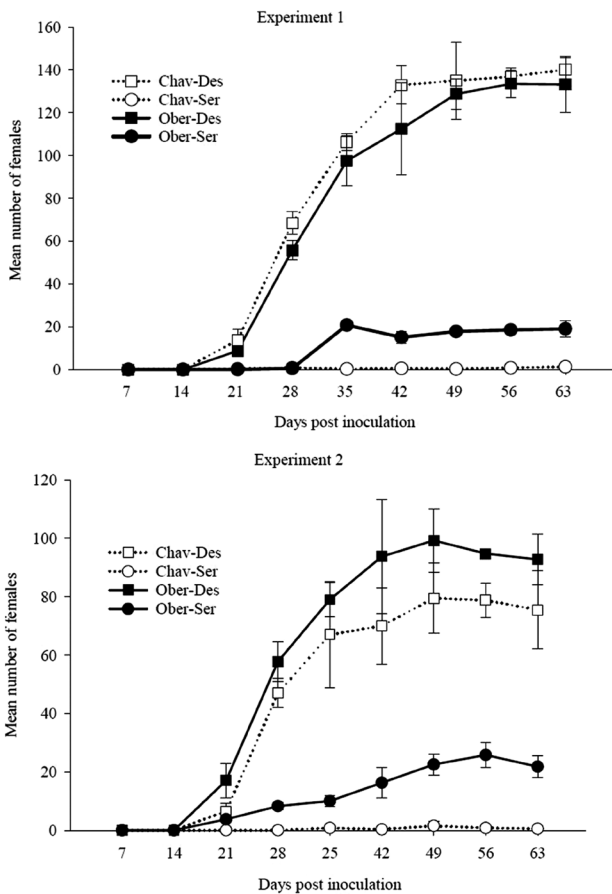 Experiment 1
160
140
120
100
80
60
40
20
0
Mean number of females
Chav-Des
Chav-Ser
Ober-Des
Ober-Ser
7 14 21 28 35 42 49 56 63
Days post inoculation
Experiment 2
120
100
80
60
40
20
0
Mean number of females
Chav-Des
Chav-Ser
Ober-Des
Ober-Ser
7 14 21 28 25 42 49 56 63
Days post inoculation